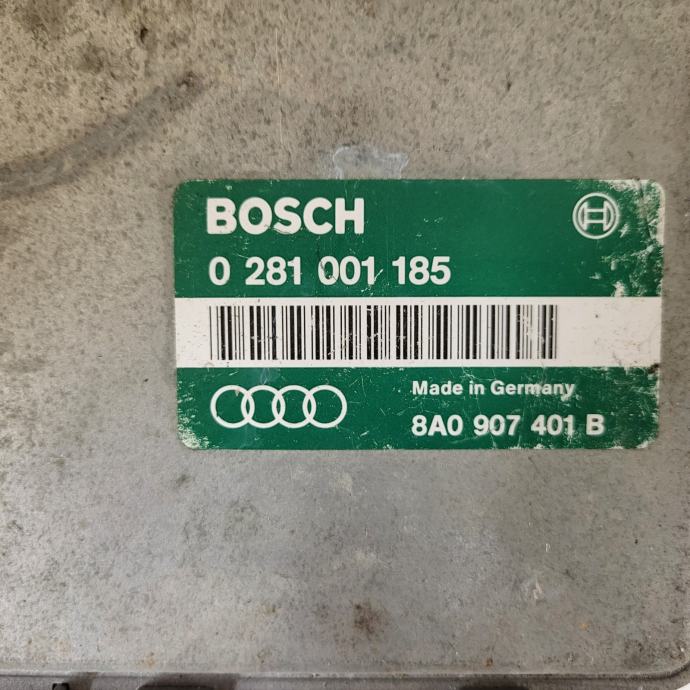 BOSCH
0 281 001 185
Made in Germany
8A0 907 401 B